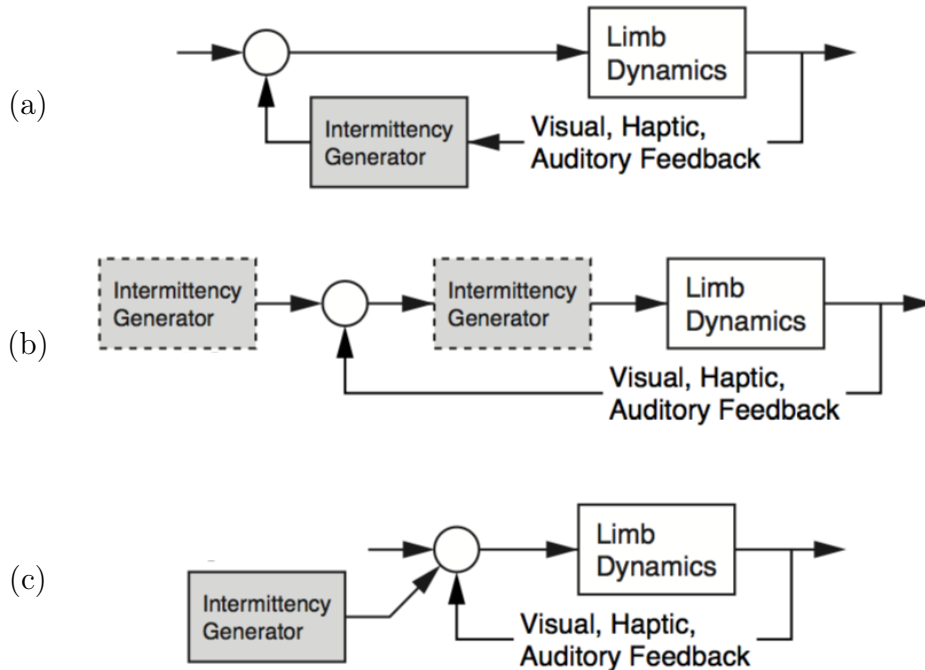 (a)
Limb
Dynamics
Intermittency
Generator
Visual, Haptic,
Auditory Feedback
(b)
Intermittency
Generator
Intermittency
Generator
Limb
Dynamics
Visual, Haptic,
Auditory Feedback
(c)
Limb
Dynamics
Intermittency
Generator
Visual, Haptic,
Auditory Feedback